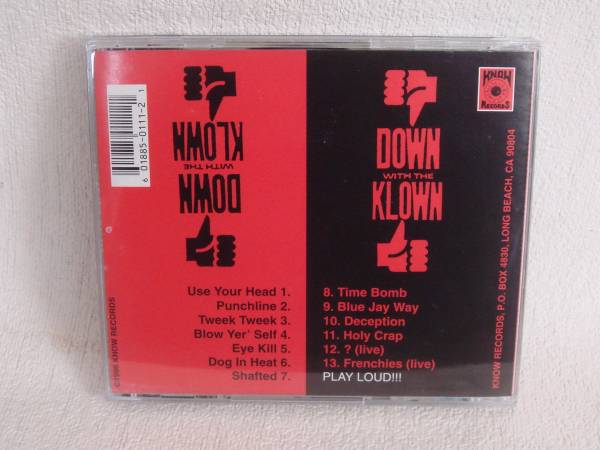 6 01885-0111-2 1
DOWN
WITH THE
KLOWN
Use Your Head 1.
Punchline 2.
Tweek Tweek 3.
Blow Yer' Self 4.
Eye Kill 5.
Dog In Heat 6.
Shafted 7.
©1996 KNOW RECORDS
DOWN
WITH THE
KLOWN
8. Time Bomb
9. Blue Jay Way
10. Deception
11. Holy Crap
12. ? (live)
13. Frenchies (live)
PLAY LOUD!!!
KNOW
RECORDS
KNOW RECORDS, P.O. BOX 4830, LONG BEACH, CA 90804